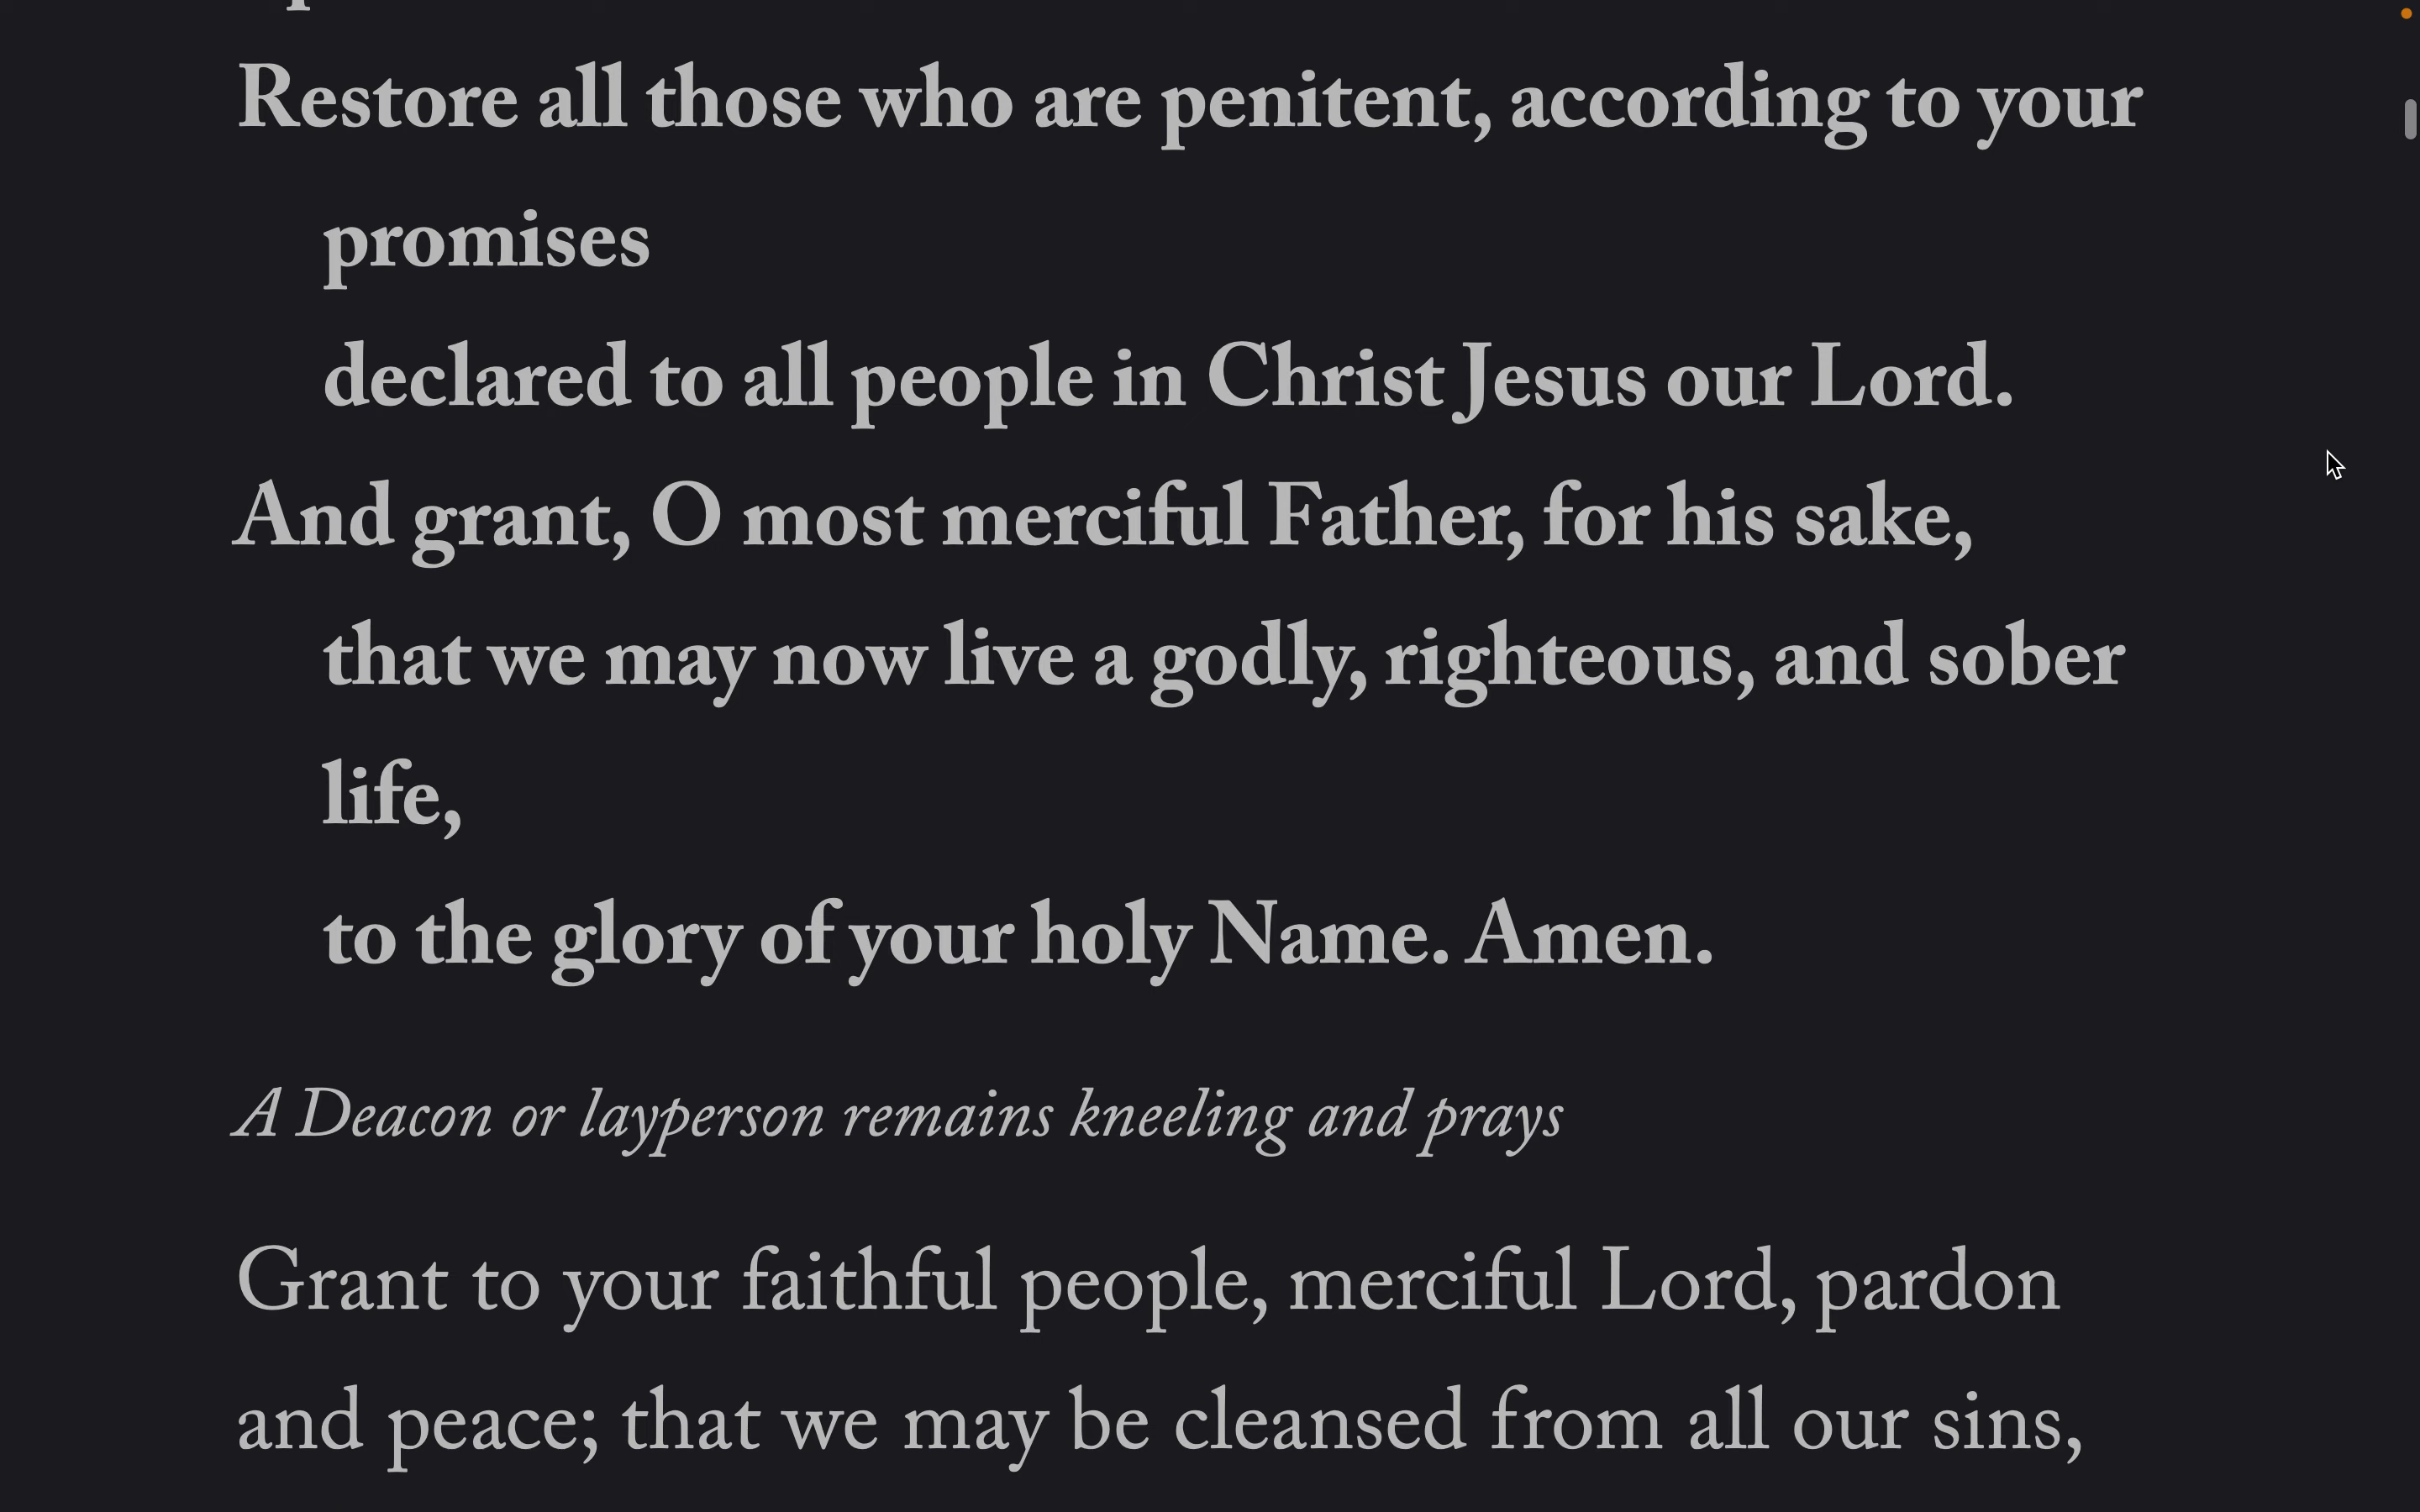 Restore all those who are penitent, according to your
promises
declared to all people in Christ Jesus our Lord.
And grant, O most merciful Father, for his sake,
that we may now live a godly, righteous, and sober
life,
to the glory of your holy Name. Amen.
A Deacon or layperson remains kneeling and prays
Grant to your faithful people, merciful Lord, pardon
and peace; that we may be cleansed from all our sins,